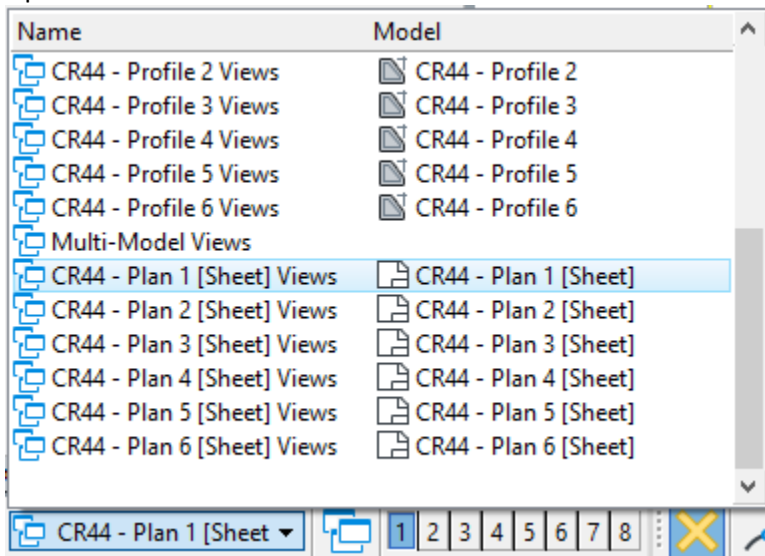 Name Model
CR44 - Profile 2 Views CR44 - Profile 2
CR44 - Profile 3 Views CR44 - Profile 3
CR44 - Profile 4 Views CR44 - Profile 4
CR44 - Profile 5 Views CR44 - Profile 5
CR44 - Profile 6 Views CR44 - Profile 6
Multi-Model Views
CR44 - Plan 1 [Sheet] Views CR44 - Plan 1 [Sheet]
CR44 - Plan 2 [Sheet] Views CR44 - Plan 2 [Sheet]
CR44 - Plan 3 [Sheet] Views CR44 - Plan 3 [Sheet]
CR44 - Plan 4 [Sheet] Views CR44 - Plan 4 [Sheet]
CR44 - Plan 5 [Sheet] Views CR44 - Plan 5 [Sheet]
CR44 - Plan 6 [Sheet] Views CR44 - Plan 6 [Sheet]
CR44 - Plan 1 [Sheet 1 2 3 4 5 6 7 8